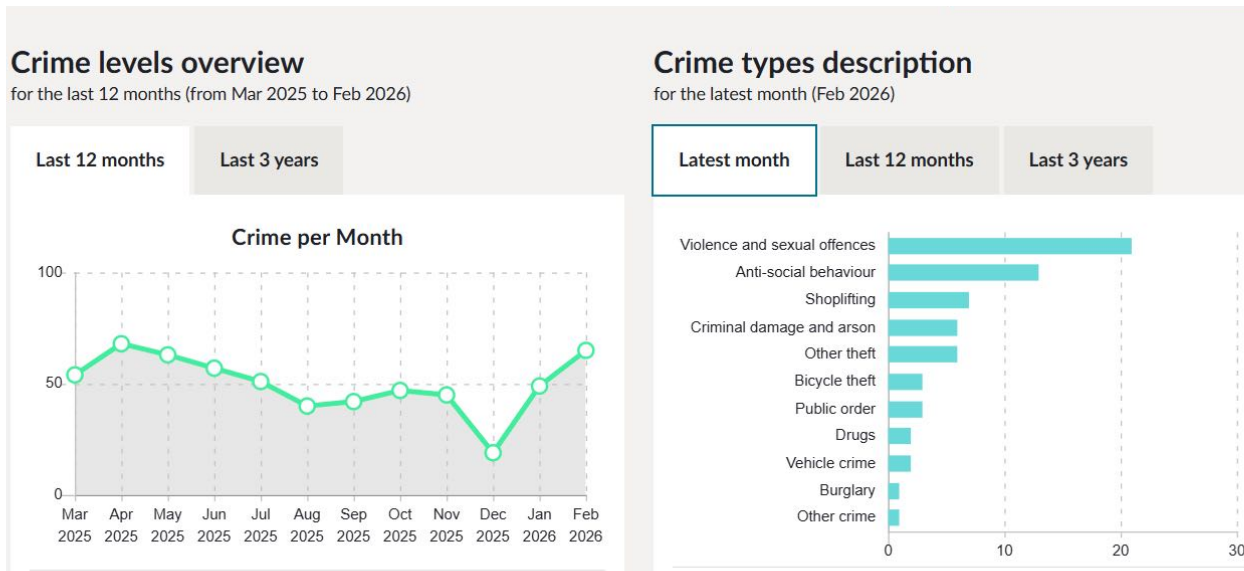 Crime levels overview
for the last 12 months (from Mar 2025 to Feb 2026)
Last 12 months
Last 3 years
Crime per Month
100
50
0
Mar 2025
Apr 2025
May 2025
Jun 2025
Jul 2025
Aug 2025
Sep 2025
Oct 2025
Nov 2025
Dec 2025
Jan 2026
Feb 2026
Crime types description
for the latest month (Feb 2026)
Latest month
Last 12 months
Last 3 years
Violence and sexual offences
Anti-social behaviour
Shoplifting
Criminal damage and arson
Other theft
Bicycle theft
Public order
Drugs
Vehicle crime
Burglary
Other crime
0
10
20
30